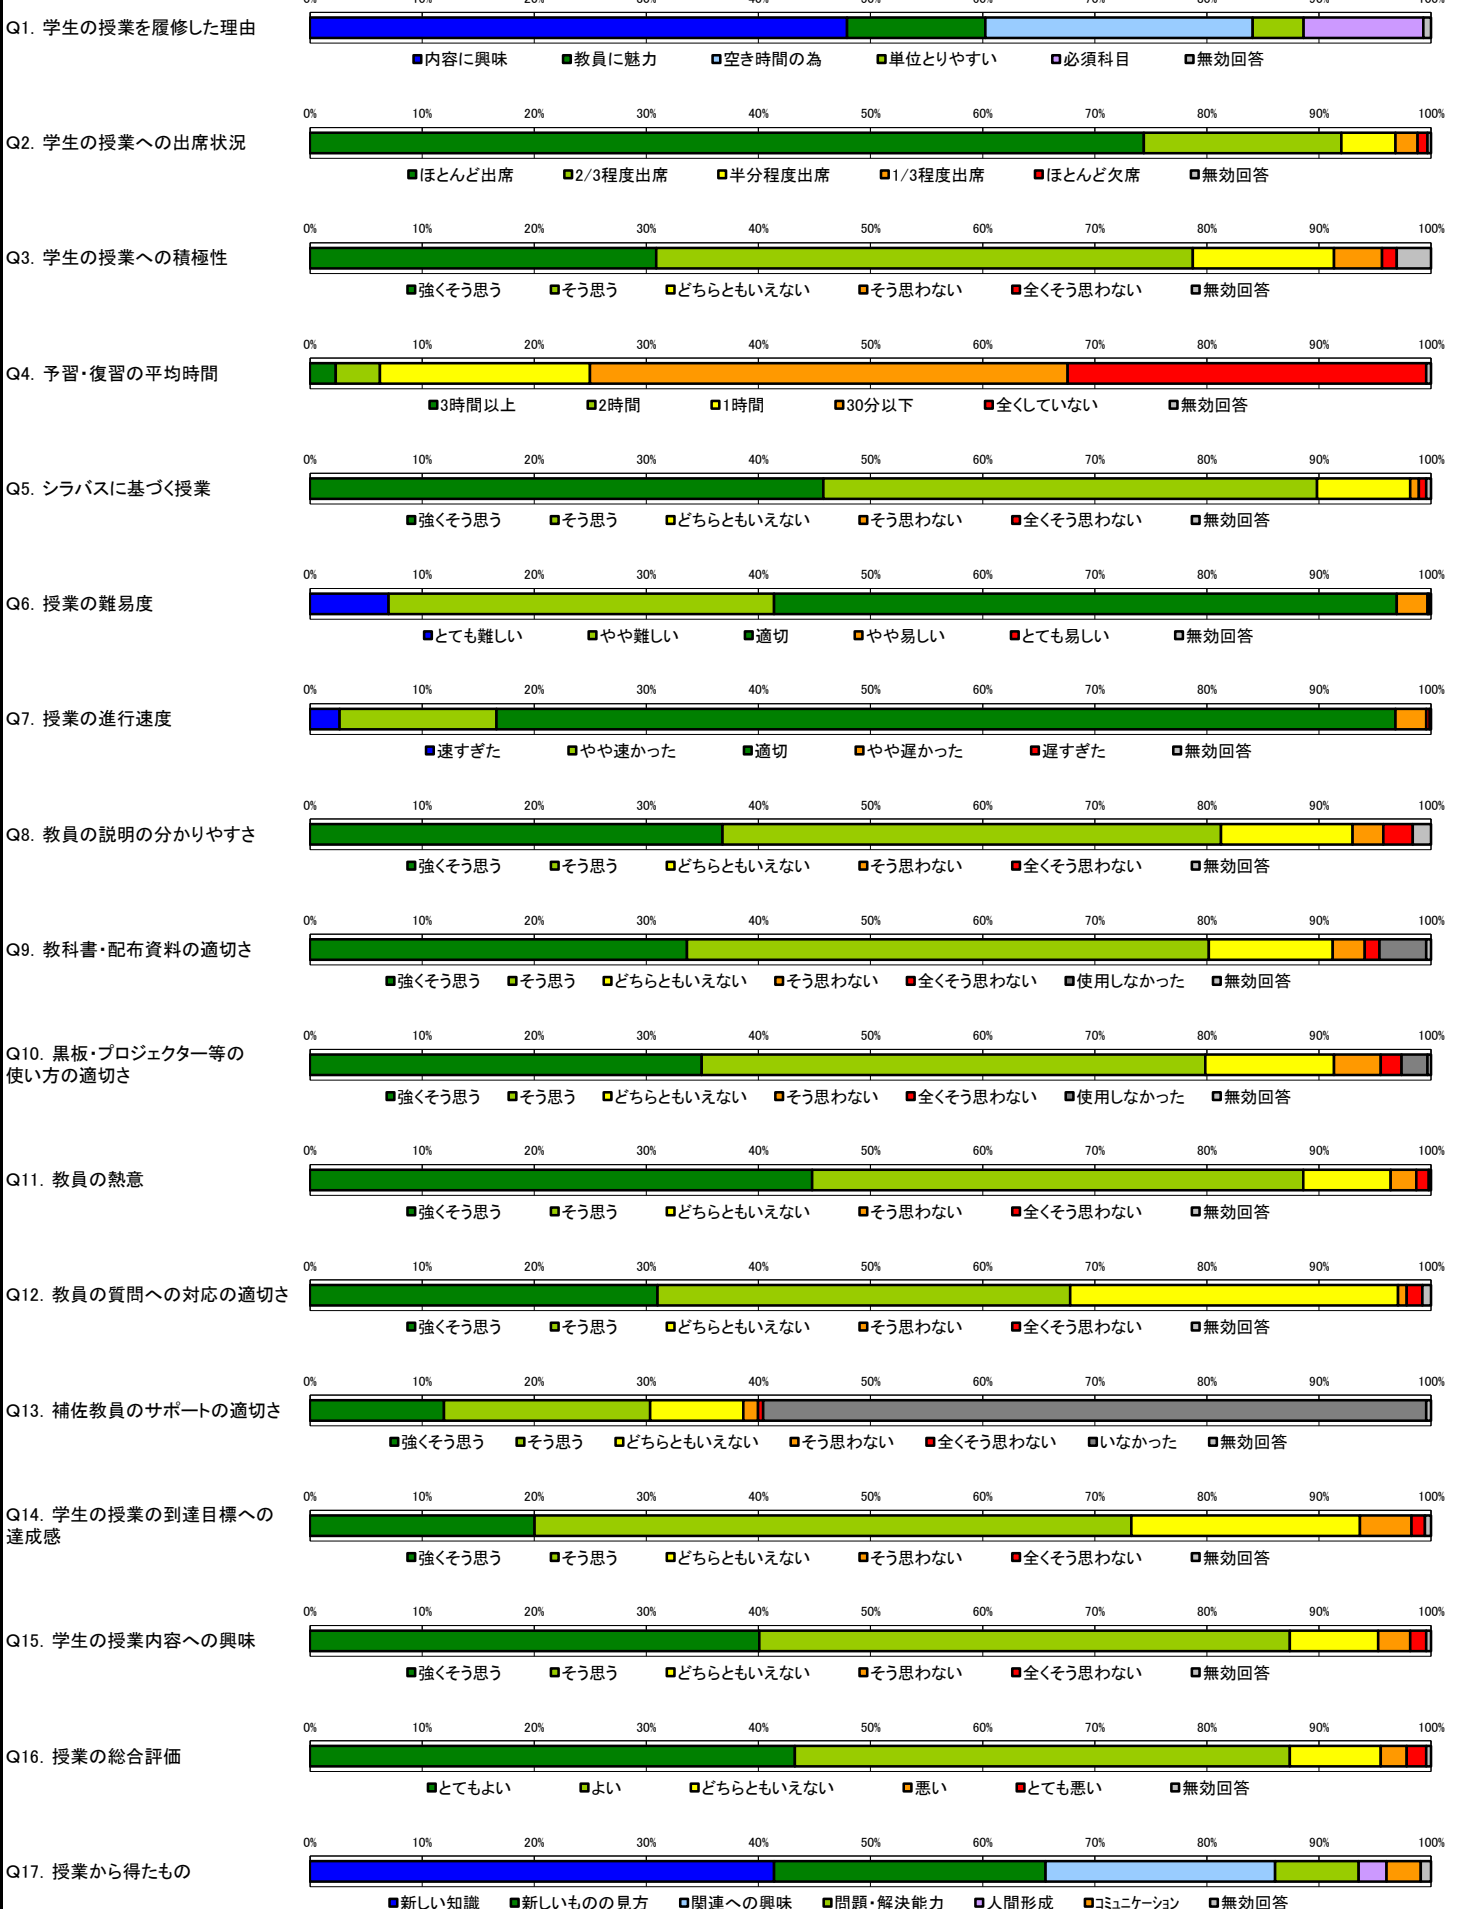 Q1. 学生の授業を履修した理由
■内容に興味 ■教員に魅力 □空き時間の為 □単位とりやすい □必須科目 □無効回答
0% 10% 20% 30% 40% 50% 60% 70% 80% 90% 100%
Q2. 学生の授業への出席状況
■ほとんど出席 □2/3程度出席 □半分程度出席 □1/3程度出席 ■ほとんど欠席 □無効回答
0% 10% 20% 30% 40% 50% 60% 70% 80% 90% 100%
Q3. 学生の授業への積極性
■強くそう思う □そう思う □どちらともいえない □そう思わない ■全くそう思わない □無効回答
0% 10% 20% 30% 40% 50% 60% 70% 80% 90% 100%
Q4. 予習・復習の平均時間
■3時間以上 □2時間 □1時間 □30分以下 ■全くしていない □無効回答
0% 10% 20% 30% 40% 50% 60% 70% 80% 90% 100%
Q5. シラバスに基づく授業
■強くそう思う □そう思う □どちらともいえない □そう思わない ■全くそう思わない □無効回答
0% 10% 20% 30% 40% 50% 60% 70% 80% 90% 100%
Q6. 授業の難易度
■とても難しい □やや難しい ■適切 □やや易しい ■とても易しい □無効回答
0% 10% 20% 30% 40% 50% 60% 70% 80% 90% 100%
Q7. 授業の進行速度
■速すぎた □やや速かった ■適切 □やや遅かった ■遅すぎた □無効回答
0% 10% 20% 30% 40% 50% 60% 70% 80% 90% 100%
Q8. 教員の説明の分かりやすさ
■強くそう思う □そう思う □どちらともいえない □そう思わない ■全くそう思わない □無効回答
0% 10% 20% 30% 40% 50% 60% 70% 80% 90% 100%
Q9. 教科書・配布資料の適切さ
■強くそう思う □そう思う □どちらともいえない □そう思わない ■全くそう思わない ■使用しなかった □無効回答
0% 10% 20% 30% 40% 50% 60% 70% 80% 90% 100%
Q10. 黒板・プロジェクター等の
使い方の適切さ
■強くそう思う □そう思う □どちらともいえない □そう思わない ■全くそう思わない ■使用しなかった □無効回答
0% 10% 20% 30% 40% 50% 60% 70% 80% 90% 100%
Q11. 教員の熱意
■強くそう思う □そう思う □どちらともいえない □そう思わない ■全くそう思わない □無効回答
0% 10% 20% 30% 40% 50% 60% 70% 80% 90% 100%
Q12. 教員の質問への対応の適切さ
■強くそう思う □そう思う □どちらともいえない □そう思わない ■全くそう思わない □無効回答
0% 10% 20% 30% 40% 50% 60% 70% 80% 90% 100%
Q13. 補佐教員のサポートの適切さ
■強くそう思う □そう思う □どちらともいえない □そう思わない ■全くそう思わない ■いなかった □無効回答
0% 10% 20% 30% 40% 50% 60% 70% 80% 90% 100%
Q14. 学生の授業の到達目標への
達成感
■強くそう思う □そう思う □どちらともいえない □そう思わない ■全くそう思わない □無効回答
0% 10% 20% 30% 40% 50% 60% 70% 80% 90% 100%
Q15. 学生の授業内容への興味
■強くそう思う □そう思う □どちらともいえない □そう思わない ■全くそう思わない □無効回答
0% 10% 20% 30% 40% 50% 60% 70% 80% 90% 100%
Q16. 授業の総合評価
■とてもよい □よい □どちらともいえない □悪い ■とても悪い □無効回答
0% 10% 20% 30% 40% 50% 60% 70% 80% 90% 100%
Q17. 授業から得たもの
■新しい知識 ■新しいものの見方 □関連への興味 □問題・解決能力 □人間形成 □コミュニケーション □無効回答